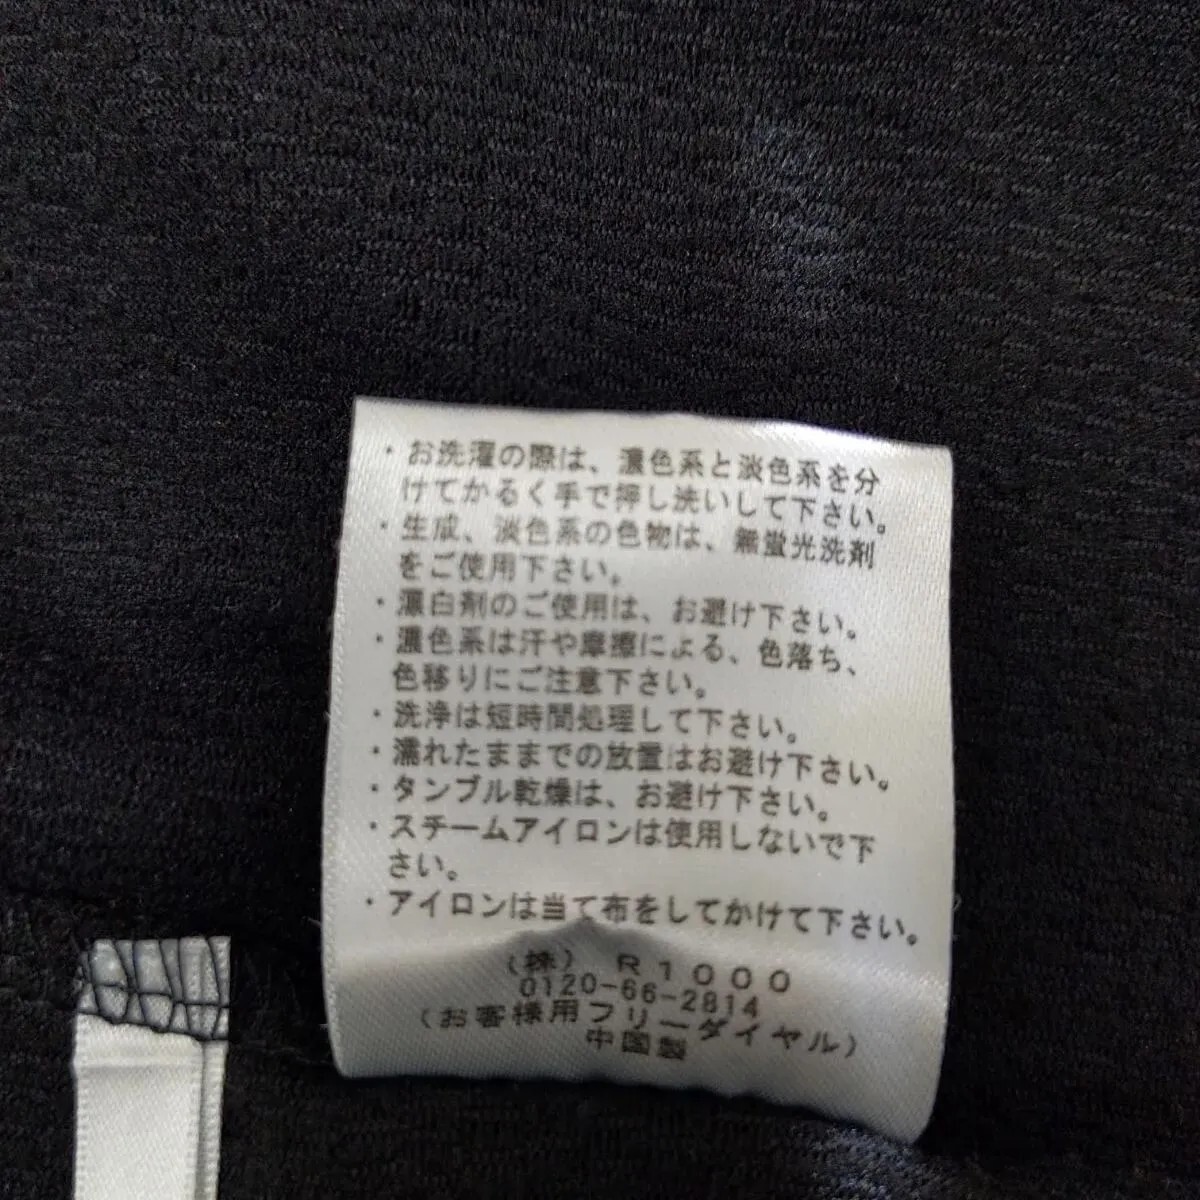 ・お洗濯の際は、濃色系と淡色系を分
けてかるく手で押し洗いして下さい。
・生成、淡色系の色物は、無蛍光洗剤
をご使用下さい。
・漂白剤のご使用は、お避け下さい。
・濃色系は汗や摩擦による、色落ち、
色移りにご注意下さい。
・洗浄は短時間処理して下さい。
・濡れたままでの放置はお避け下さい。
・タンブル乾燥は、お避け下さい。
・スチームアイロンは使用しないで下
さい。
・アイロンは当て布をしてかけて下さい。
(株) R1000
0120-66-2814
(お客様用フリーダイヤル)
中国製